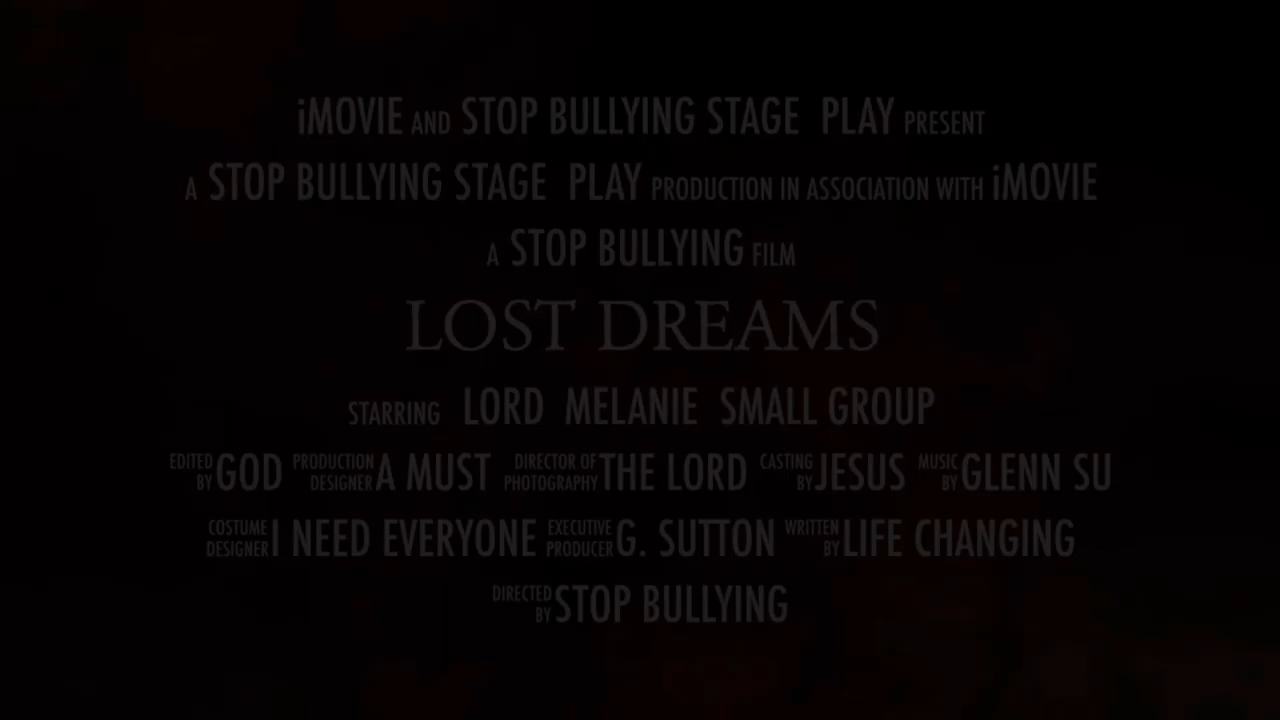 iMOVIE AND STOP BULLYING STAGE PLAY PRESENT
A STOP BULLYING STAGE PLAY PRODUCTION IN ASSOCIATION WITH iMOVIE
A STOP BULLYING FILM
LOST DREAMS
STARRING LORD MELANIE SMALL GROUP
EDITED BY GOD PRODUCTION DESIGNER A MUST DIRECTOR OF PHOTOGRAPHY THE LORD CASTING BY JESUS MUSIC BY GLENN SU
COSTUME DESIGNER I NEED EVERYONE EXECUTIVE PRODUCER G. SUTTON WRITTEN BY LIFE CHANGING
DIRECTED BY STOP BULLYING